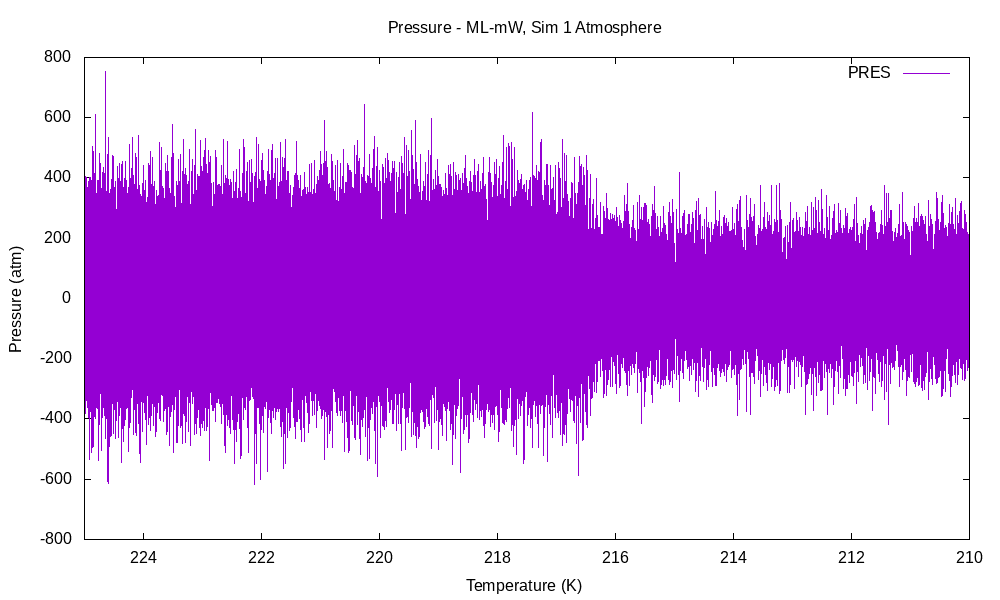 Pressure - ML-mW, Sim 1 Atmosphere
PRES
800
600
400
200
0
-200
-400
-600
-800
Pressure (atm)
224 222 220 218 216 214 212 210
Temperature (K)